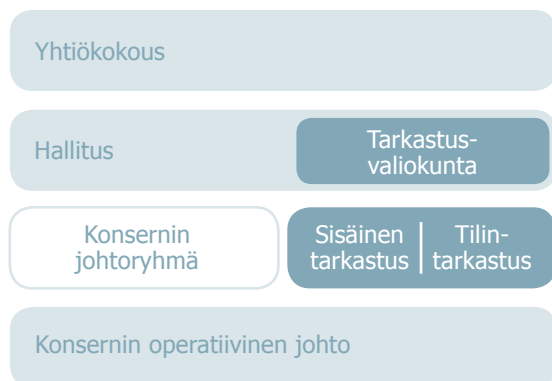 Yhtiökokous
Hallitus
Tarkastus-
valiokunta
Konsernin
johtoryhmä
Sisäinen
tarkastus
Tilin-
tarkastus
Konsernin operatiivinen johto